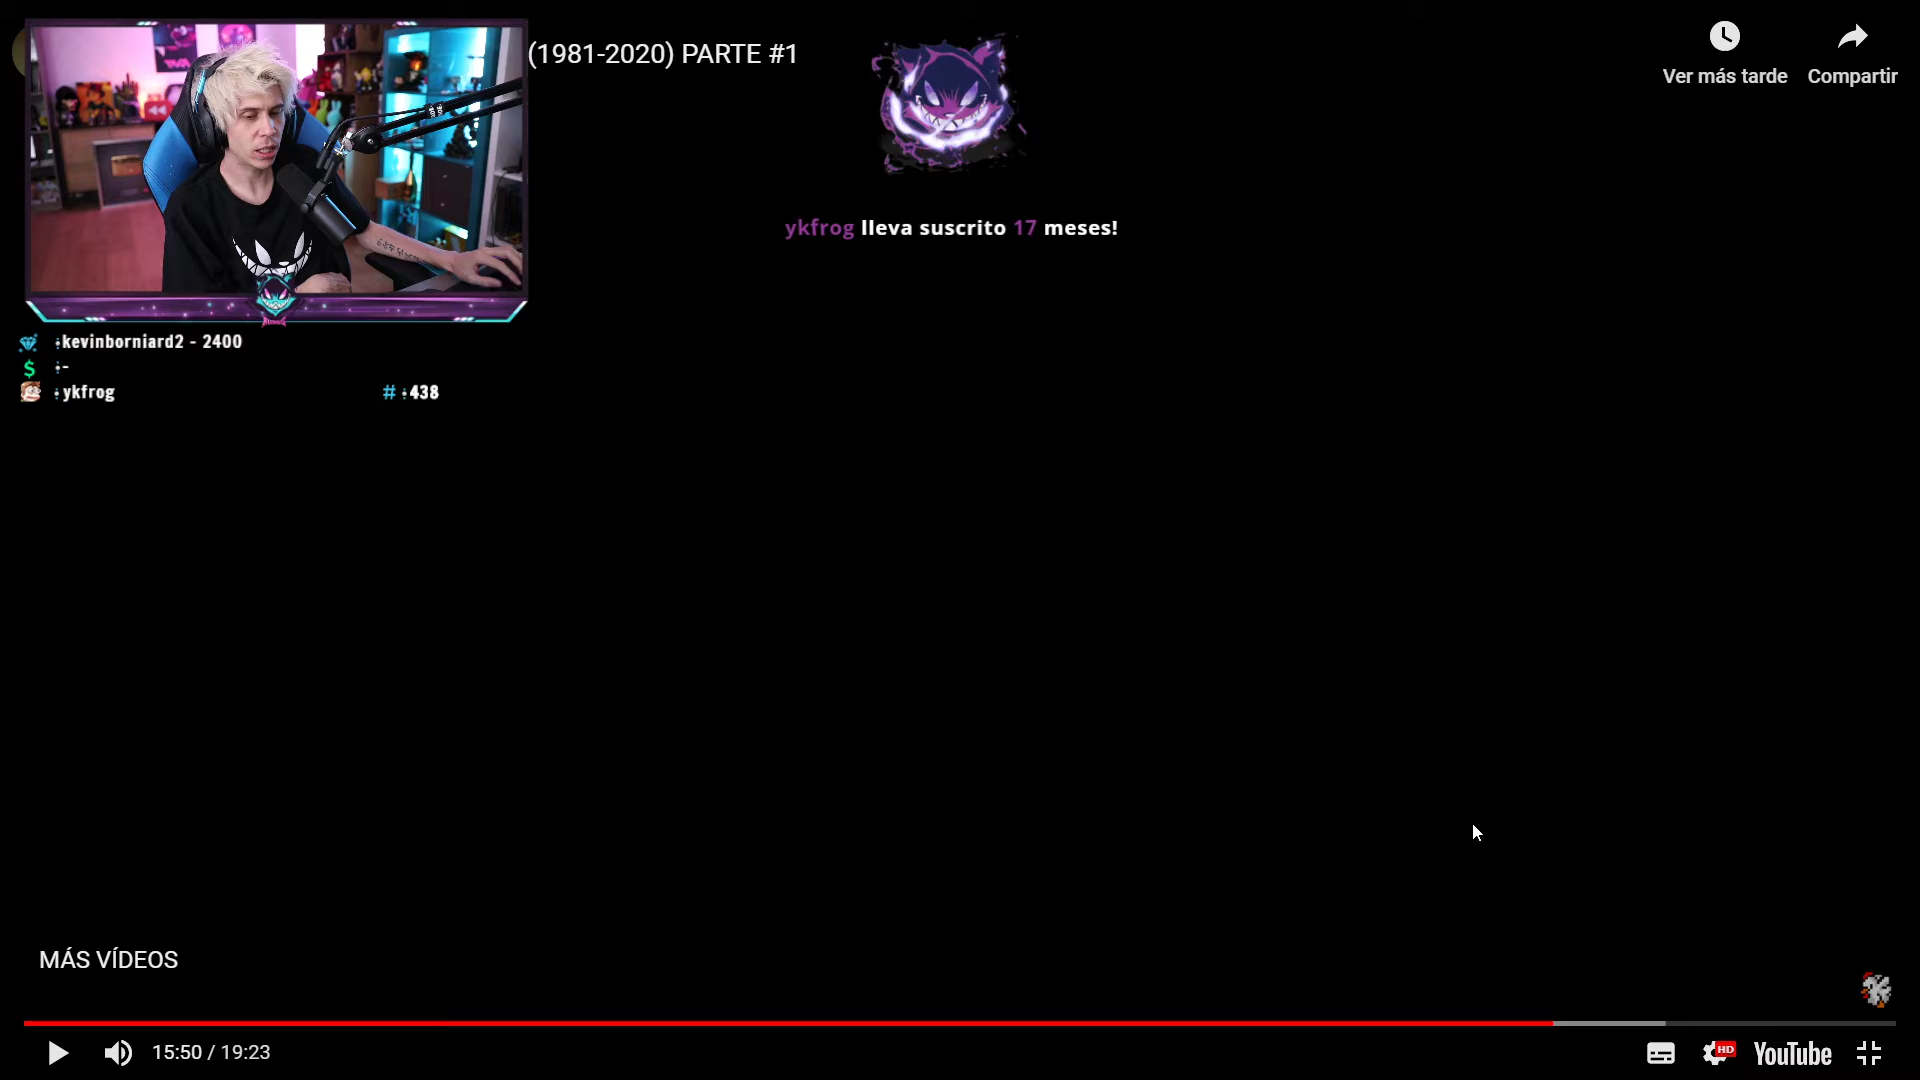 (1981-2020) PARTE #1
Ver más tarde
Compartir
ykfrog lleva suscrito 17 meses!
:kevinborniard2 - 2400
$ :-
:ykfrog
# :438
MÁS VÍDEOS
15:50 / 19:23
HD
YouTube